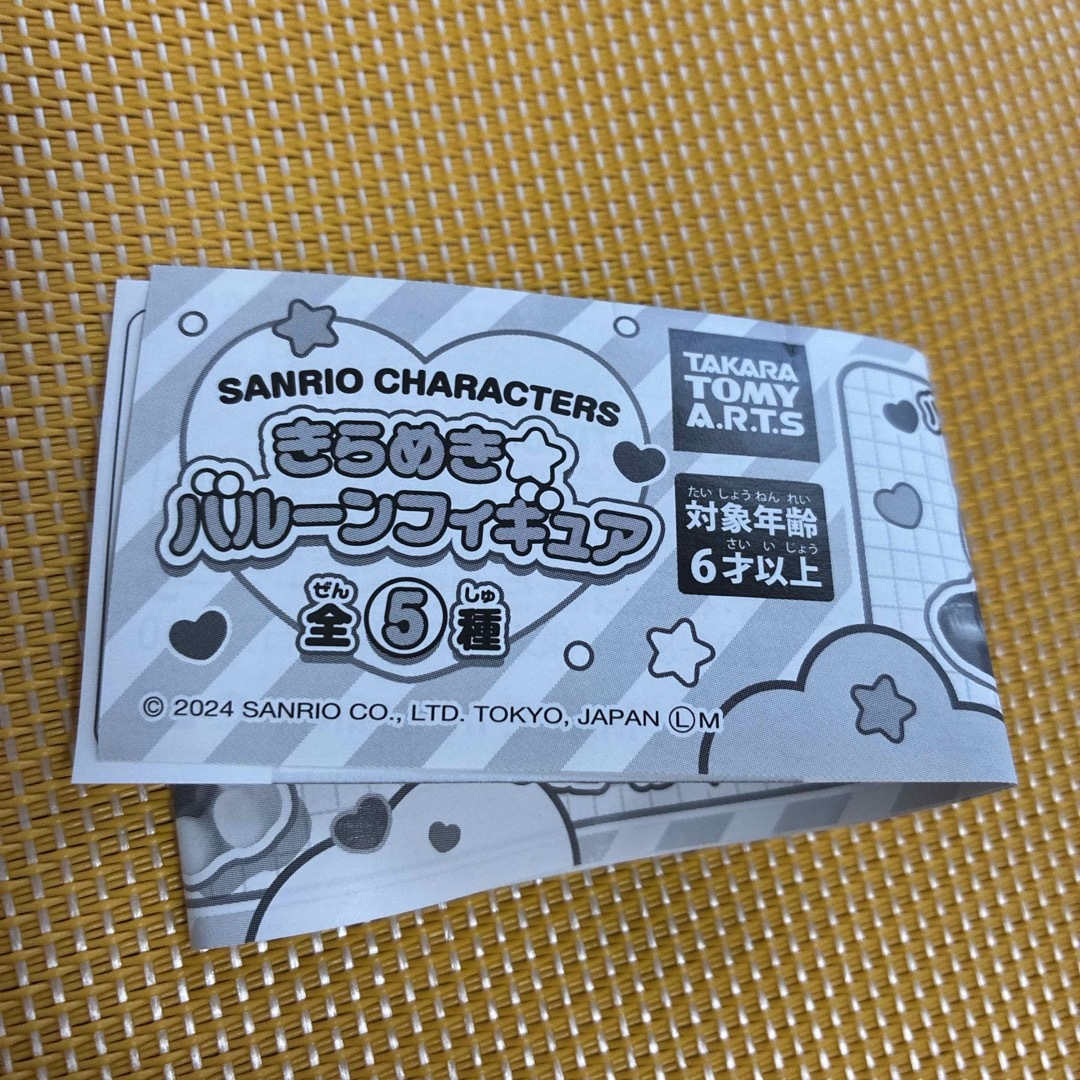 SANRIO CHARACTERS
きらめき☆
バルーンフィギュア
ぜん しゅ
全⑤種
© 2024 SANRIO CO., LTD. TOKYO, JAPAN Ⓛ M
TAKARA
TOMY
A.R.T.S
たいしょうねんれい
対象年齢
さいいじょう
6才以上